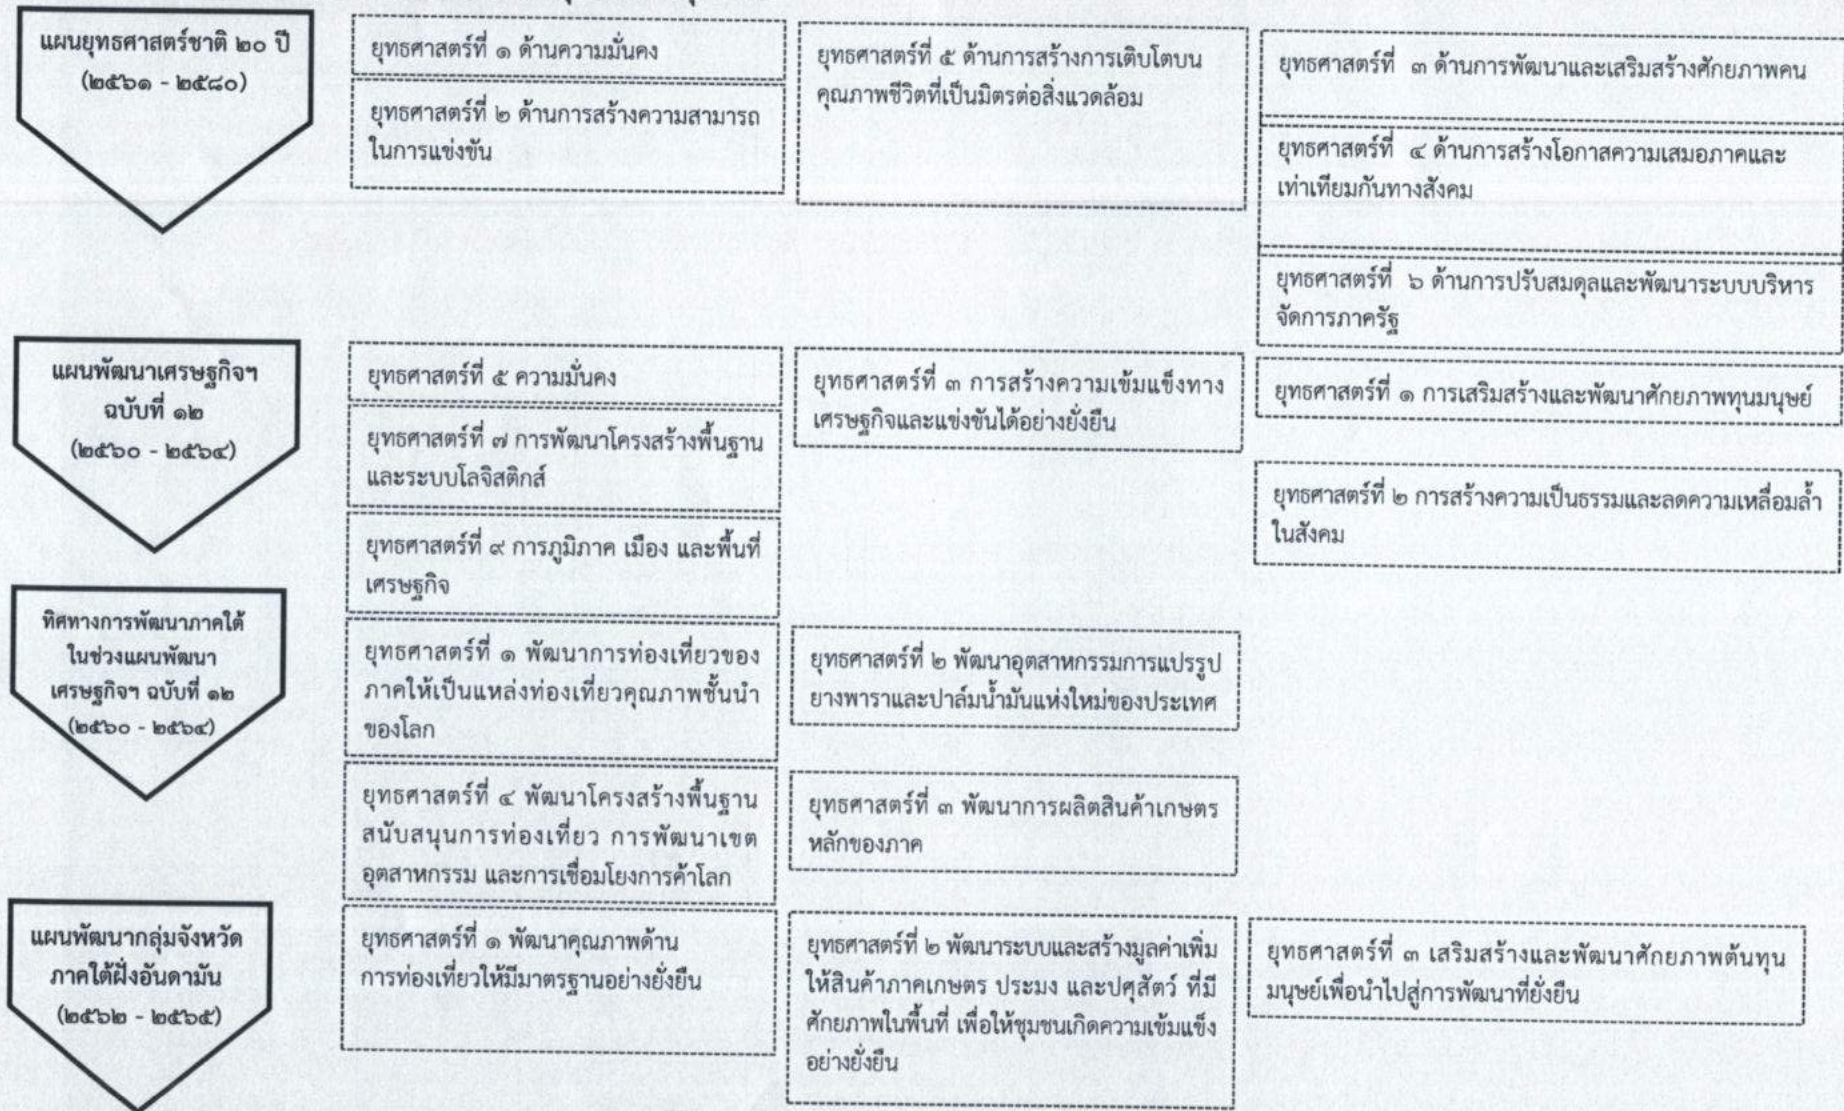 แผนยุทธศาสตร์ชาติ ๒๐ ปี
(๒๕๖๑ - ๒๕๘๐)
ยุทธศาสตร์ที่ ๑ ด้านความมั่นคง
ยุทธศาสตร์ที่ ๒ ด้านการสร้างความสามารถ
ในการแข่งขัน
ยุทธศาสตร์ที่ ๕ ด้านการสร้างการเติบโตบน
คุณภาพชีวิตที่เป็นมิตรต่อสิ่งแวดล้อม
ยุทธศาสตร์ที่ ๓ ด้านการพัฒนาและเสริมสร้างศักยภาพคน
ยุทธศาสตร์ที่ ๔ ด้านการสร้างโอกาสความเสมอภาคและ
เท่าเทียมกันทางสังคม
ยุทธศาสตร์ที่ ๖ ด้านการปรับสมดุลและพัฒนาระบบบริหาร
จัดการภาครัฐ
แผนพัฒนาเศรษฐกิจฯ
ฉบับที่ ๑๒
(๒๕๖๐ - ๒๕๖๔)
ยุทธศาสตร์ที่ ๕ ความมั่นคง
ยุทธศาสตร์ที่ ๗ การพัฒนาโครงสร้างพื้นฐาน
และระบบโลจิสติกส์
ยุทธศาสตร์ที่ ๙ การภูมิภาค เมือง และพื้นที่
เศรษฐกิจ
ยุทธศาสตร์ที่ ๓ การสร้างความเข้มแข็งทาง
เศรษฐกิจและแข่งขันได้อย่างยั่งยืน
ยุทธศาสตร์ที่ ๑ การเสริมสร้างและพัฒนาศักยภาพทุนมนุษย์
ยุทธศาสตร์ที่ ๒ การสร้างความเป็นธรรมและลดความเหลื่อมล้ำ
ในสังคม
ทิศทางการพัฒนาภาคใต้
ในช่วงแผนพัฒนา
เศรษฐกิจฯ ฉบับที่ ๑๒
(๒๕๖๐ - ๒๕๖๔)
ยุทธศาสตร์ที่ ๑ พัฒนาการท่องเที่ยวของ
ภาคให้เป็นแหล่งท่องเที่ยวคุณภาพชั้นนำ
ของโลก
ยุทธศาสตร์ที่ ๔ พัฒนาโครงสร้างพื้นฐาน
สนับสนุนการท่องเที่ยว การพัฒนาเขต
อุตสาหกรรม และการเชื่อมโยงการค้าโลก
ยุทธศาสตร์ที่ ๒ พัฒนาอุตสาหกรรมการแปรรูป
ยางพาราและปาล์มน้ำมันแห่งใหม่ของประเทศ
ยุทธศาสตร์ที่ ๓ พัฒนาการผลิตสินค้าเกษตร
หลักของภาค
แผนพัฒนากลุ่มจังหวัด
ภาคใต้ฝั่งอันดามัน
(๒๕๖๒ - ๒๕๖๕)
ยุทธศาสตร์ที่ ๑ พัฒนาคุณภาพด้าน
การท่องเที่ยวให้มีมาตรฐานอย่างยั่งยืน
ยุทธศาสตร์ที่ ๒ พัฒนาระบบและสร้างมูลค่าเพิ่ม
ให้สินค้าภาคเกษตร ประมง และปศุสัตว์ ที่มี
ศักยภาพในพื้นที่ เพื่อให้ชุมชนเกิดความเข้มแข็ง
อย่างยั่งยืน
ยุทธศาสตร์ที่ ๓ เสริมสร้างและพัฒนาศักยภาพต้นทุน
มนุษย์เพื่อนำไปสู่การพัฒนาที่ยั่งยืน